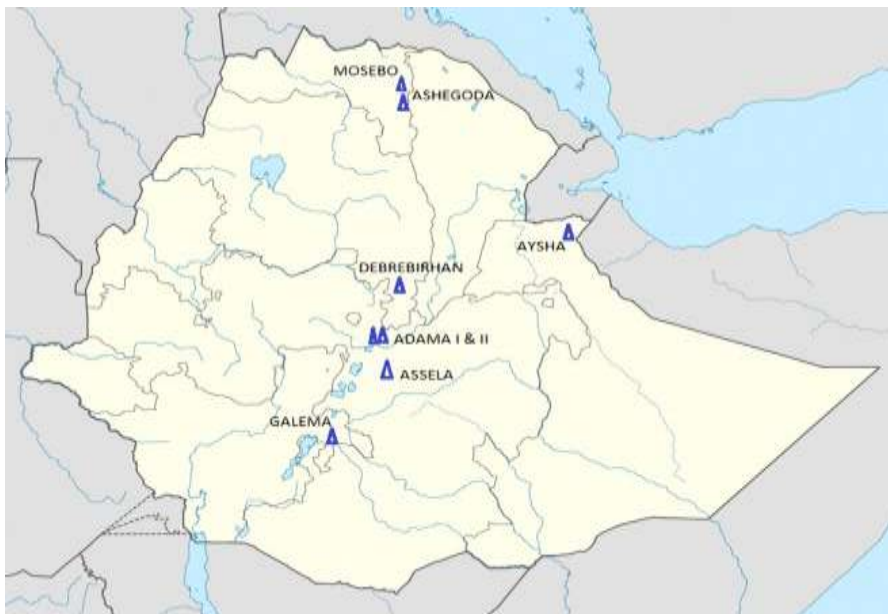 MOSEBO
ASHEGODA
AYSHA
DEBREBIRHAN
ADAMA I & II
ASSELA
GALEMA